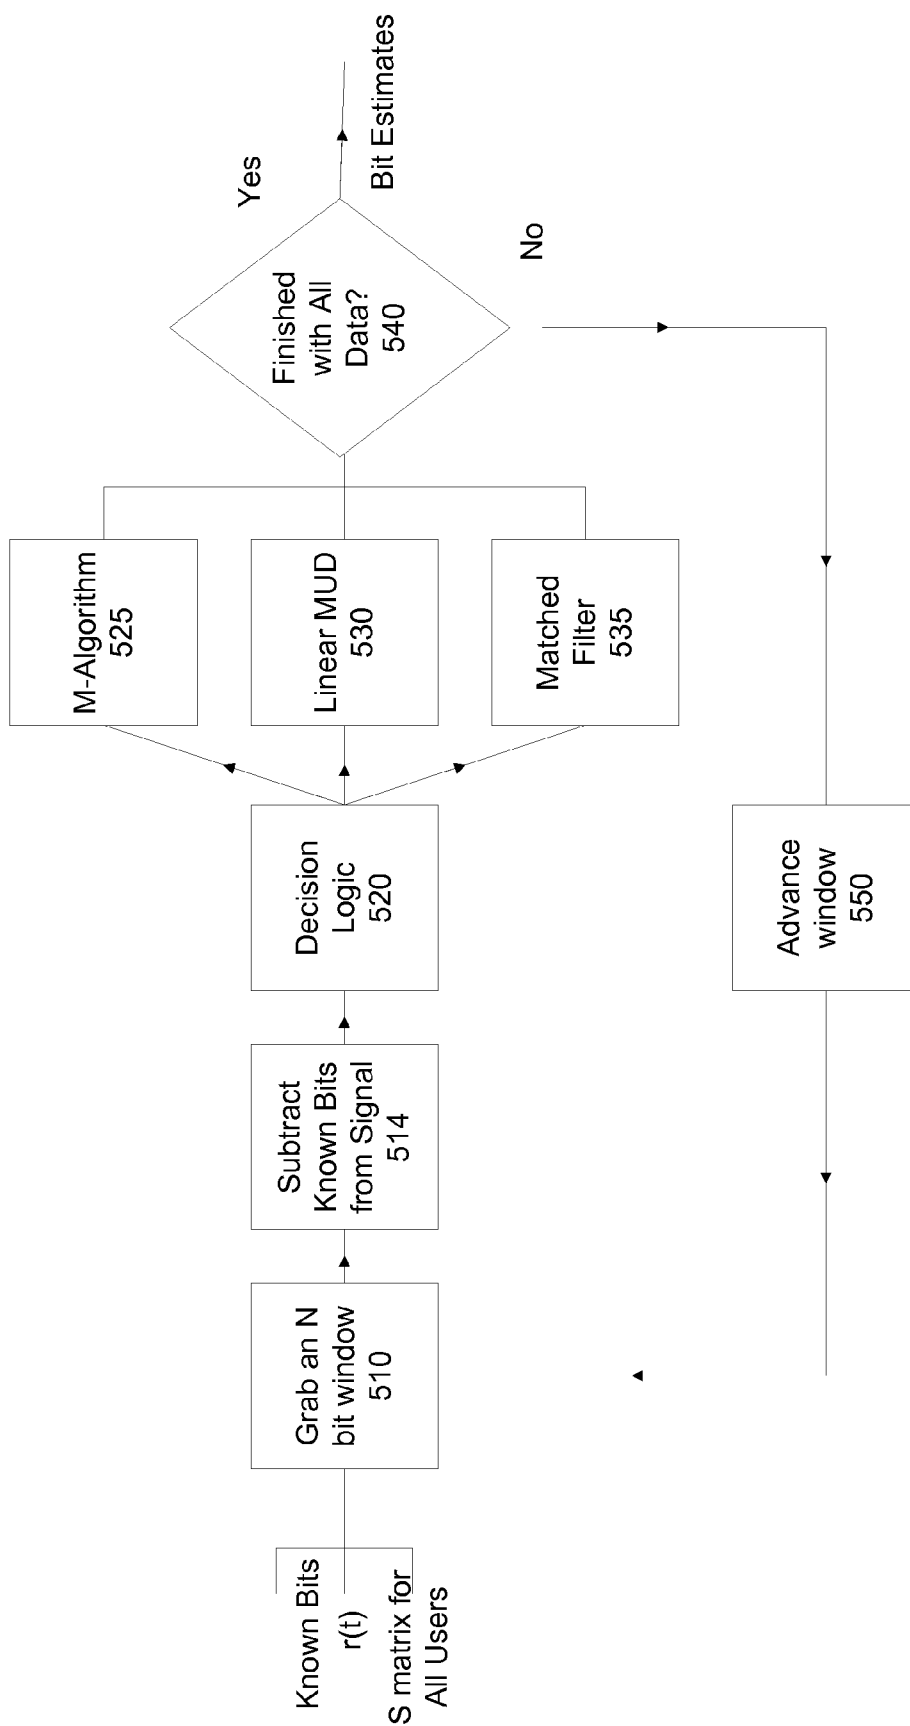 Known Bits
r(t)
S matrix for
All Users
Grab an N
bit window
510
Subtract
Known Bits
from Signal
514
Decision
Logic
520
M-Algorithm
525
Linear MUD
530
Matched
Filter
535
Finished
with All
Data?
540
Yes
Bit Estimates
No
Advance
window
550